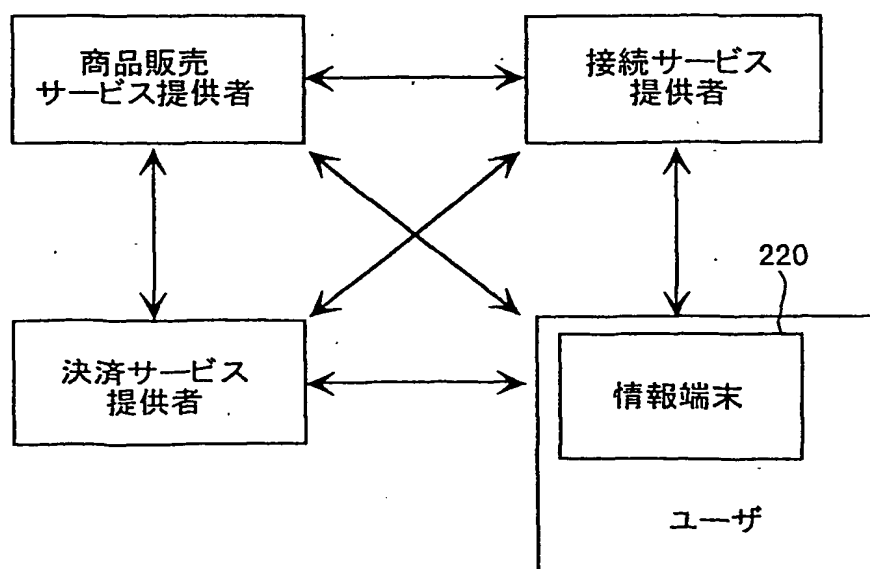 商品販売
サービス提供者
接続サービス
提供者
220
決済サービス
提供者
情報端末
ユーザ